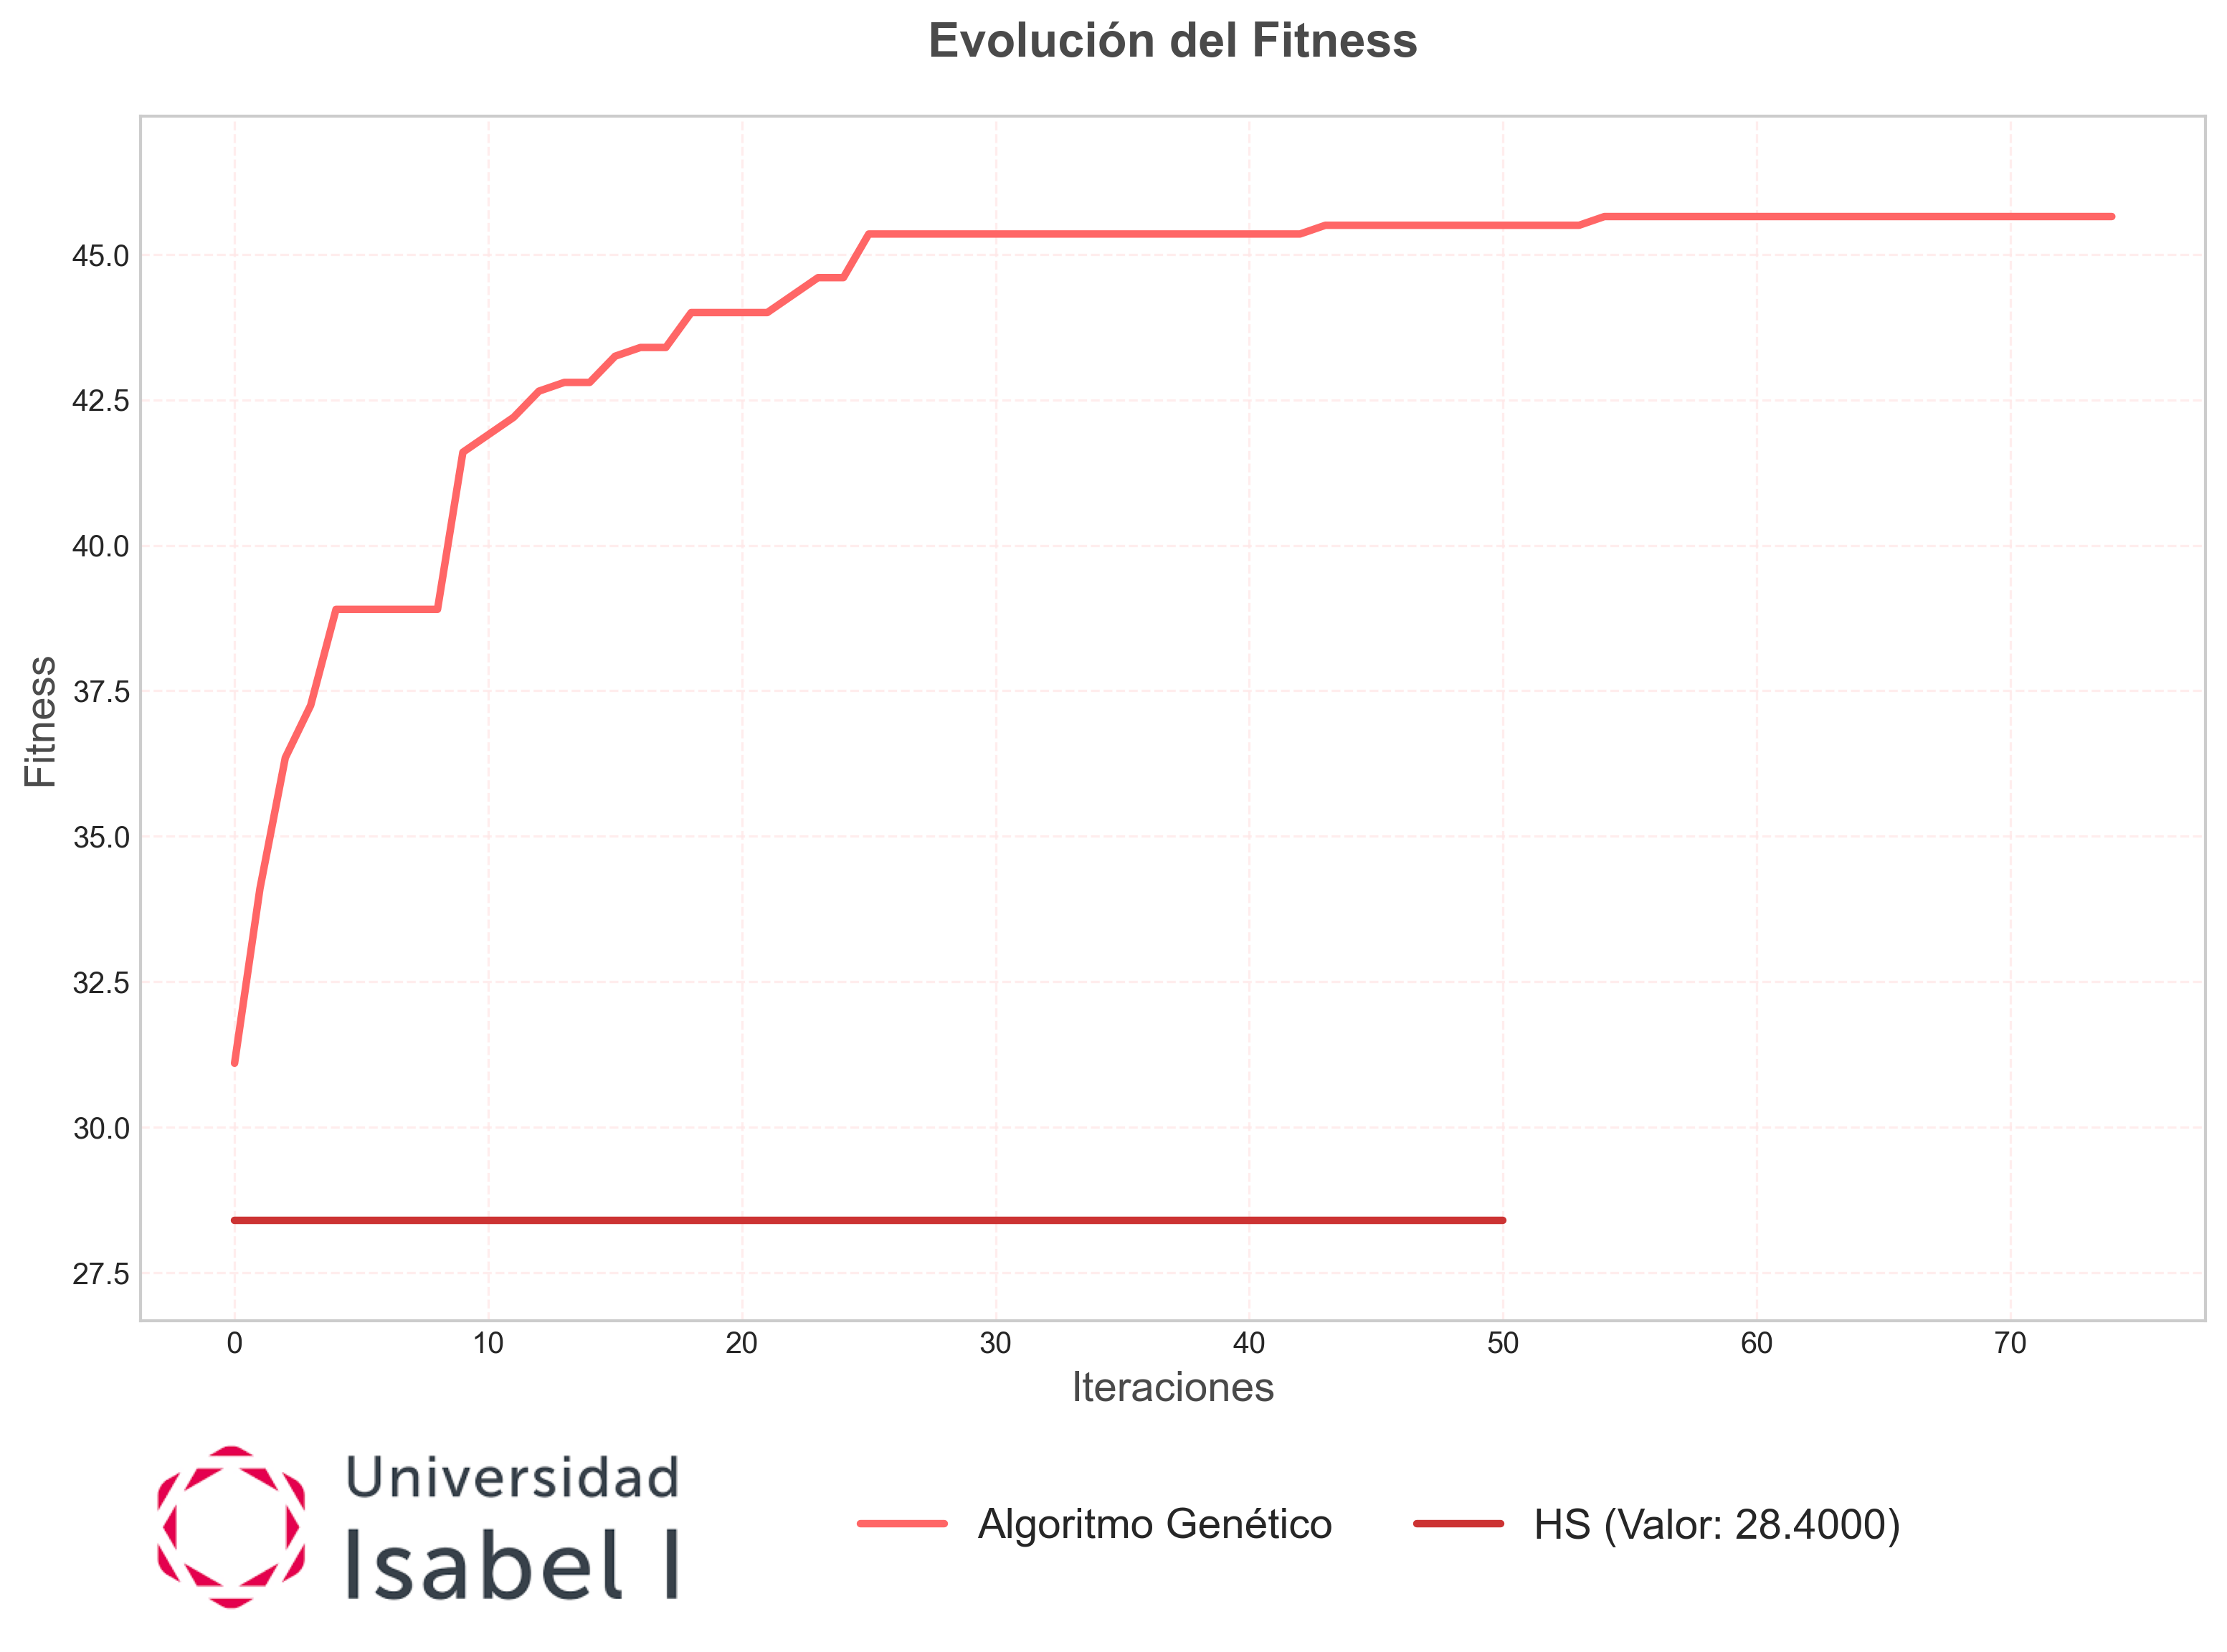 Evolución del Fitness
Fitness
45.0
42.5
40.0
37.5
35.0
32.5
30.0
27.5
0 10 20 30 40 50 60 70
Iteraciones
Universidad
Isabel I
Algoritmo Genético
HS (Valor: 28.4000)